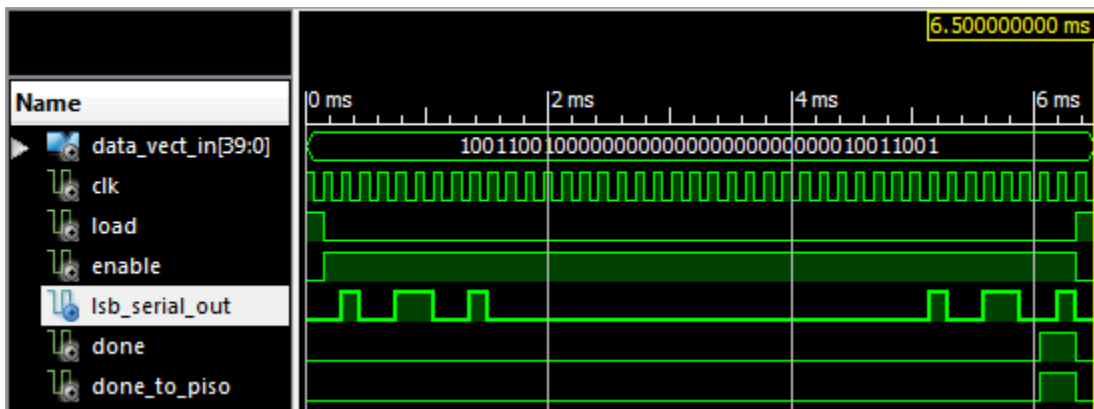 6.500000000 ms
Name
0 ms 2 ms 4 ms 6 ms
data_vect_in[39:0] 1001100100000000000000000000000010011001
clk
load
enable
lsb_serial_out
done
done_to_piso